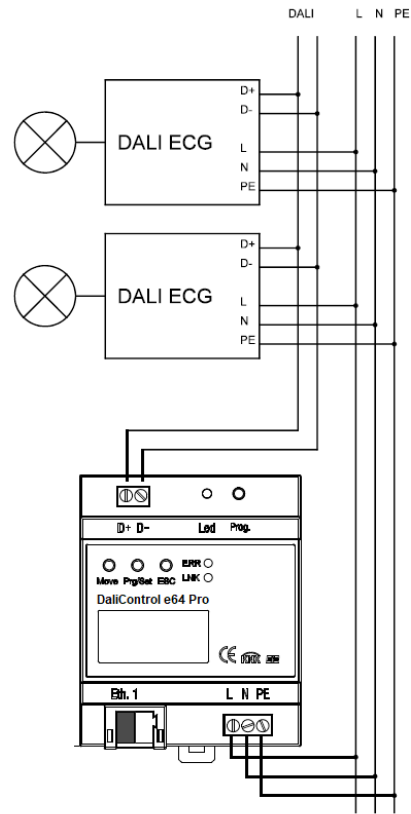 DALI L N PE
D+
D-
DALI ECG
L
N
PE
D+
D-
DALI ECG
L
N
PE
D+ D- Led Prog.
ERR
Move Prg/Set ESC LNK
DaliControl e64 Pro
CE KNX
Eth. 1 L N PE